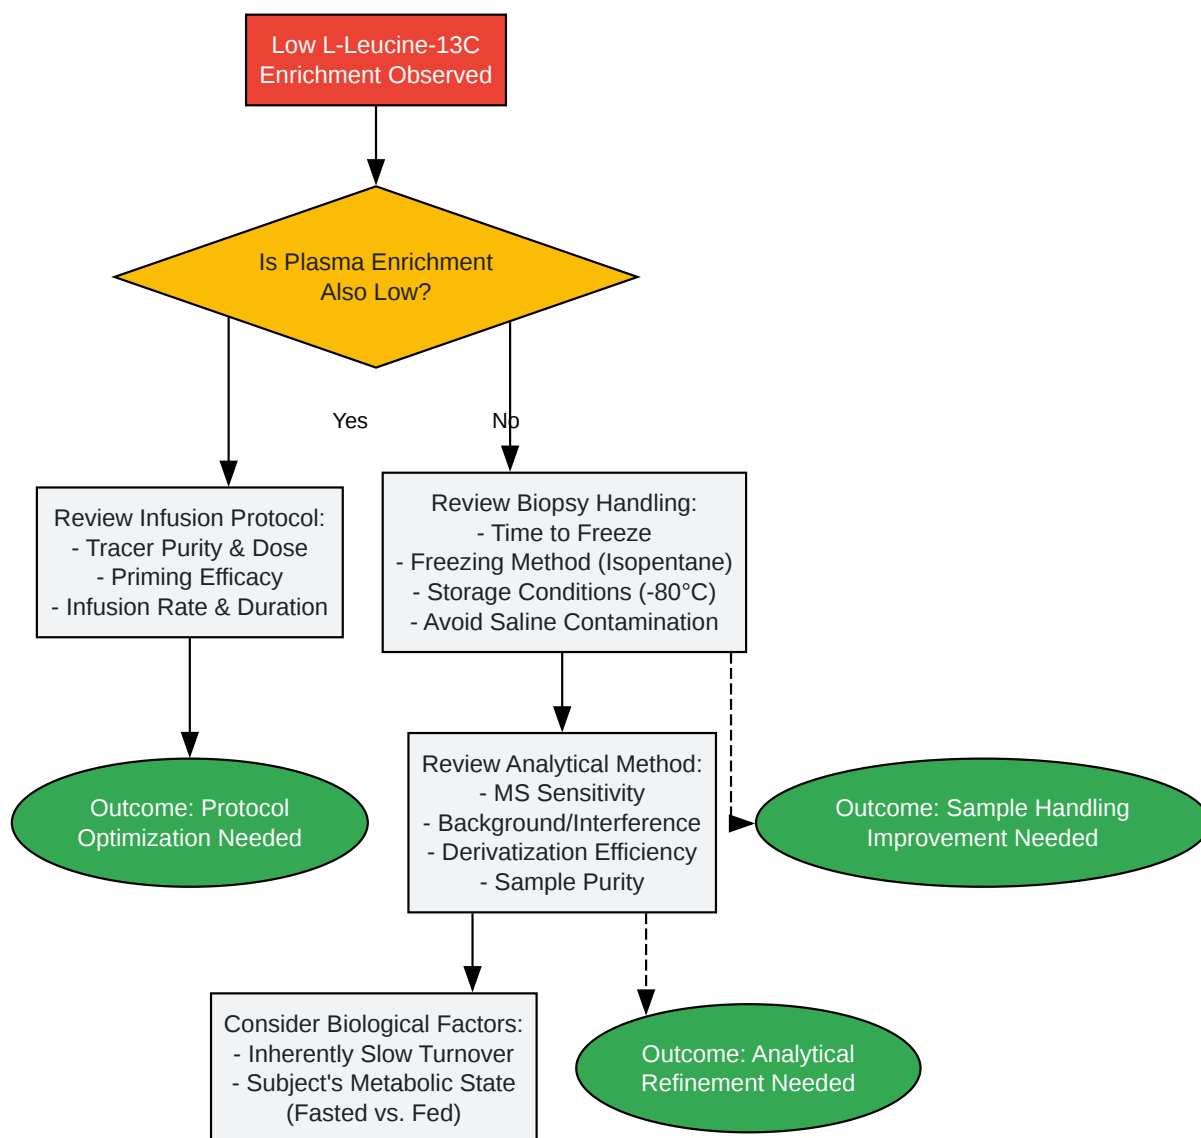 Low L-Leucine-13C
Enrichment Observed
Is Plasma Enrichment
Also Low?
Yes
No
Review Infusion Protocol:
- Tracer Purity & Dose
- Priming Efficacy
- Infusion Rate & Duration
Review Biopsy Handling:
- Time to Freeze
- Freezing Method (Isopentane)
- Storage Conditions (-80°C)
- Avoid Saline Contamination
Outcome: Protocol
Optimization Needed
Review Analytical Method:
- MS Sensitivity
- Background/Interference
- Derivatization Efficiency
- Sample Purity
Outcome: Sample Handling
Improvement Needed
Consider Biological Factors:
- Inherently Slow Turnover
- Subject's Metabolic State
(Fasted vs. Fed)
Outcome: Analytical
Refinement Needed